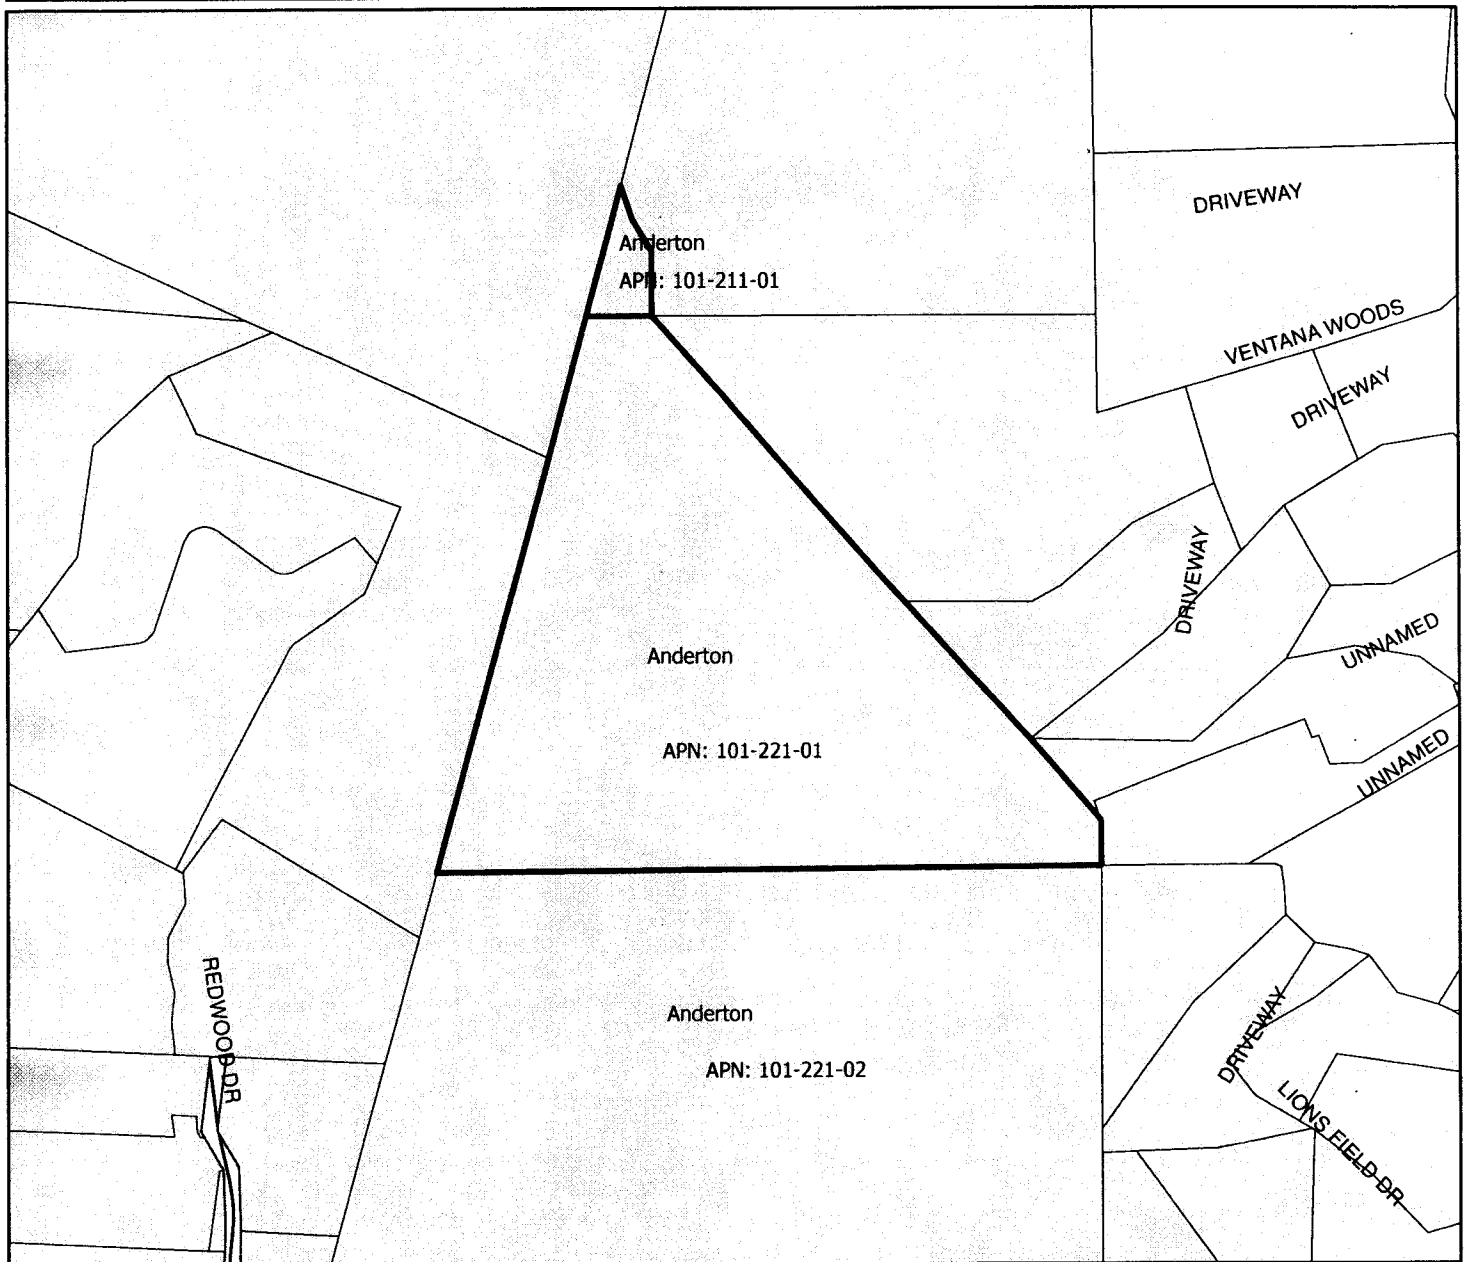 DRIVEWAY
Anderton
APN: 101-211-01
VENTANA WOODS
DRIVEWAY
DRIVEWAY
UNNAMED
Anderton
APN: 101-221-01
UNNAMED
REDWOOD DR
Anderton
DRIVEWAY
APN: 101-221-02
LIONS FIELD DR